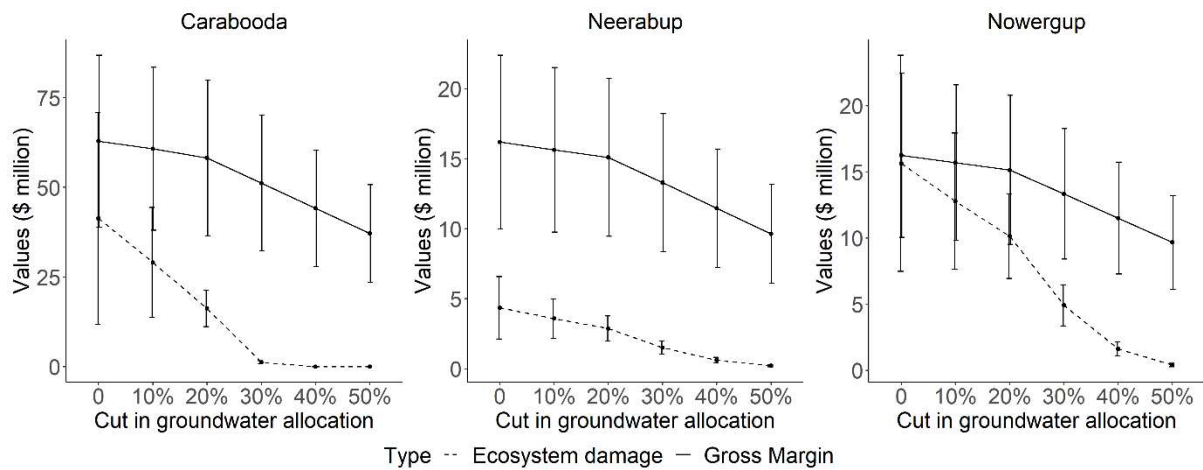 Carabooda
Neerabup
Nowergup
Values ($ million)
75
50
25
0
0 10% 20% 30% 40% 50%
Cut in groundwater allocation
Values ($ million)
20
15
10
5
0
0 10% 20% 30% 40% 50%
Cut in groundwater allocation
Values ($ million)
20
15
10
5
0
0 10% 20% 30% 40% 50%
Cut in groundwater allocation
Type Ecosystem damage Gross Margin